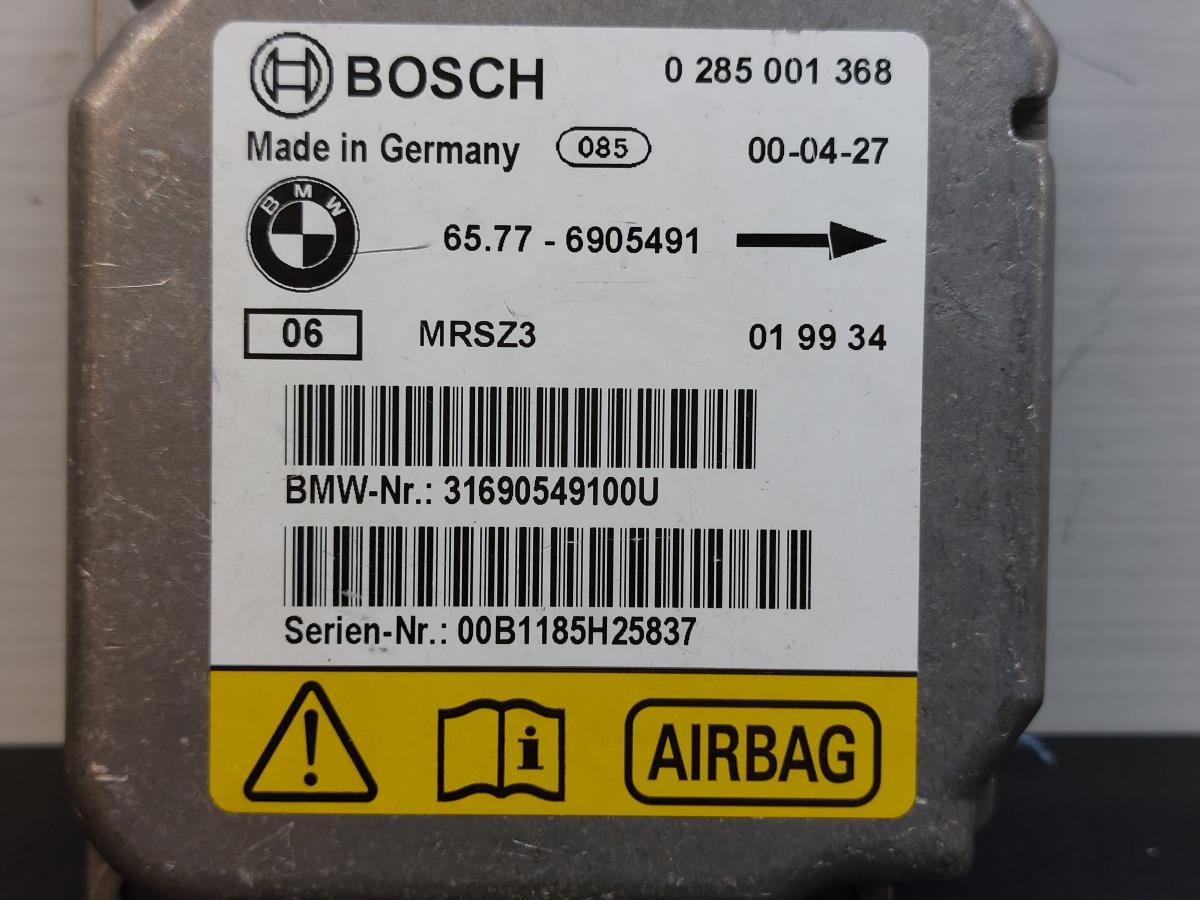 BOSCH 0 285 001 368
Made in Germany 085 00-04-27
BMW 65.77 - 6905491
06 MRSZ3 01 99 34
BMW-Nr.: 31690549100U
Serien-Nr.: 00B1185H25837
! i AIRBAG